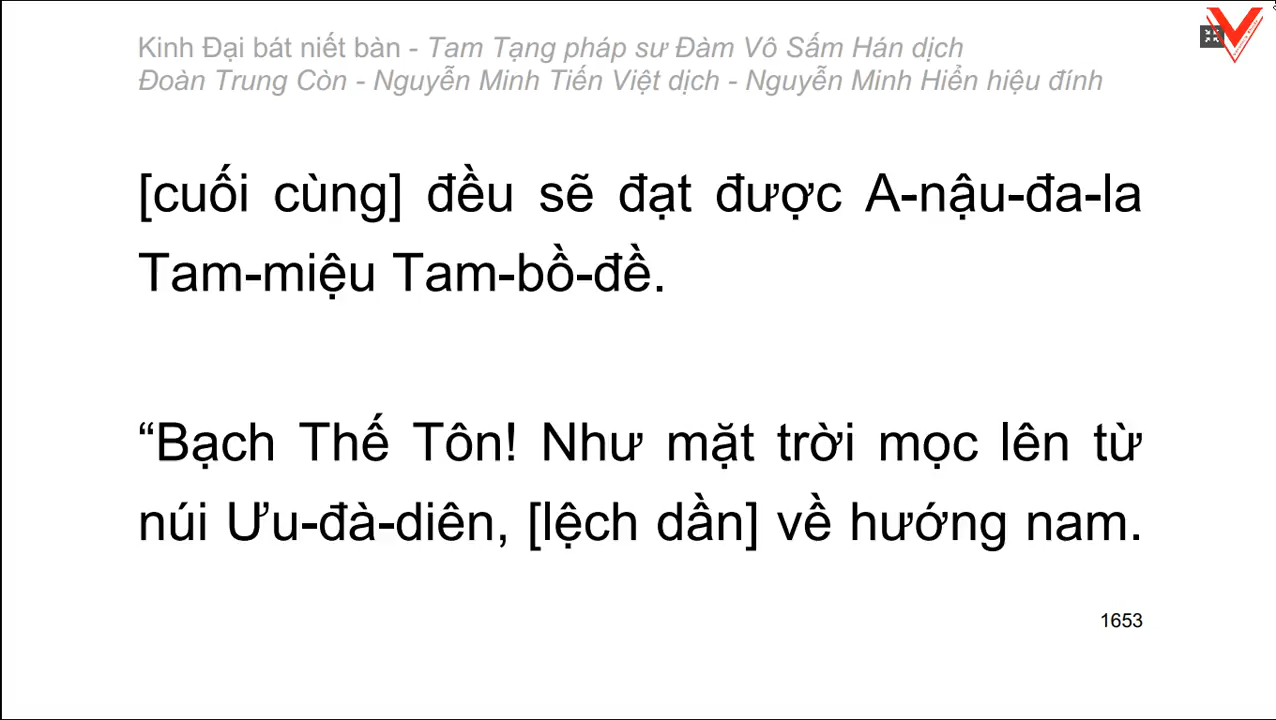 Kinh Đại bát niết bàn - Tam Tạng pháp sư Đàm Vô Sấm Hán dịch
Đoàn Trung Còn - Nguyễn Minh Tiến Việt dịch - Nguyễn Minh Hiển hiệu đính
[cuối cùng] đều sẽ đạt được A-nậu-đa-la
Tam-miệu Tam-bồ-đề.
“Bạch Thế Tôn! Như mặt trời mọc lên từ
núi Ưu-đà-diên, [lệch dần] về hướng nam.
1653